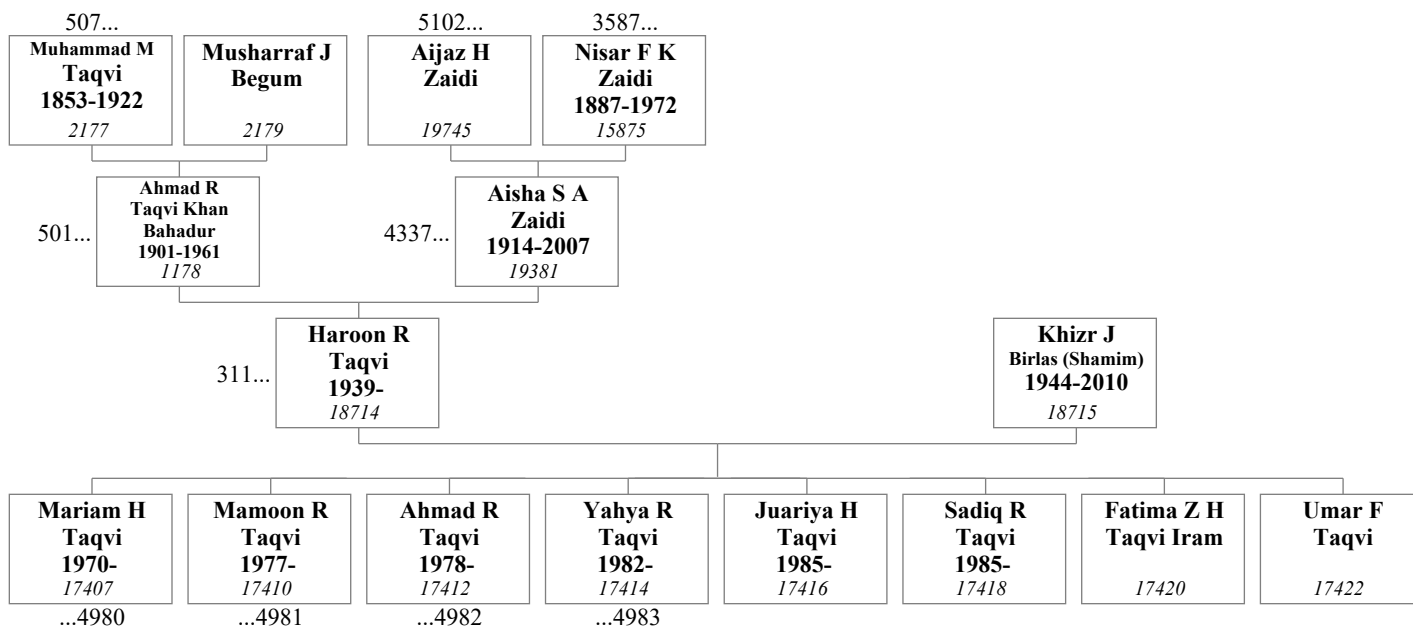 507...
5102...
3587...
Muhammad M
Taqvi
1853-1922
2177
Musharraf J
Begum
2179
Aijaz H
Zaidi
19745
Nisar F K
Zaidi
1887-1972
15875
501...
Ahmad R
Taqvi Khan
Bahadur
1901-1961
1178
4337...
Aisha S A
Zaidi
1914-2007
19381
311...
Haroon R
Taqvi
1939-
18714
Khizr J
Birlas (Shamim)
1944-2010
18715
Mariam H
Taqvi
1970-
17407
...4980
Mamoon R
Taqvi
1977-
17410
...4981
Ahmad R
Taqvi
1978-
17412
...4982
Yahya R
Taqvi
1982-
17414
...4983
Juariya H
Taqvi
1985-
17416
Sadiq R
Taqvi
1985-
17418
Fatima Z H
Taqvi Iram
17420
Umar F
Taqvi
17422